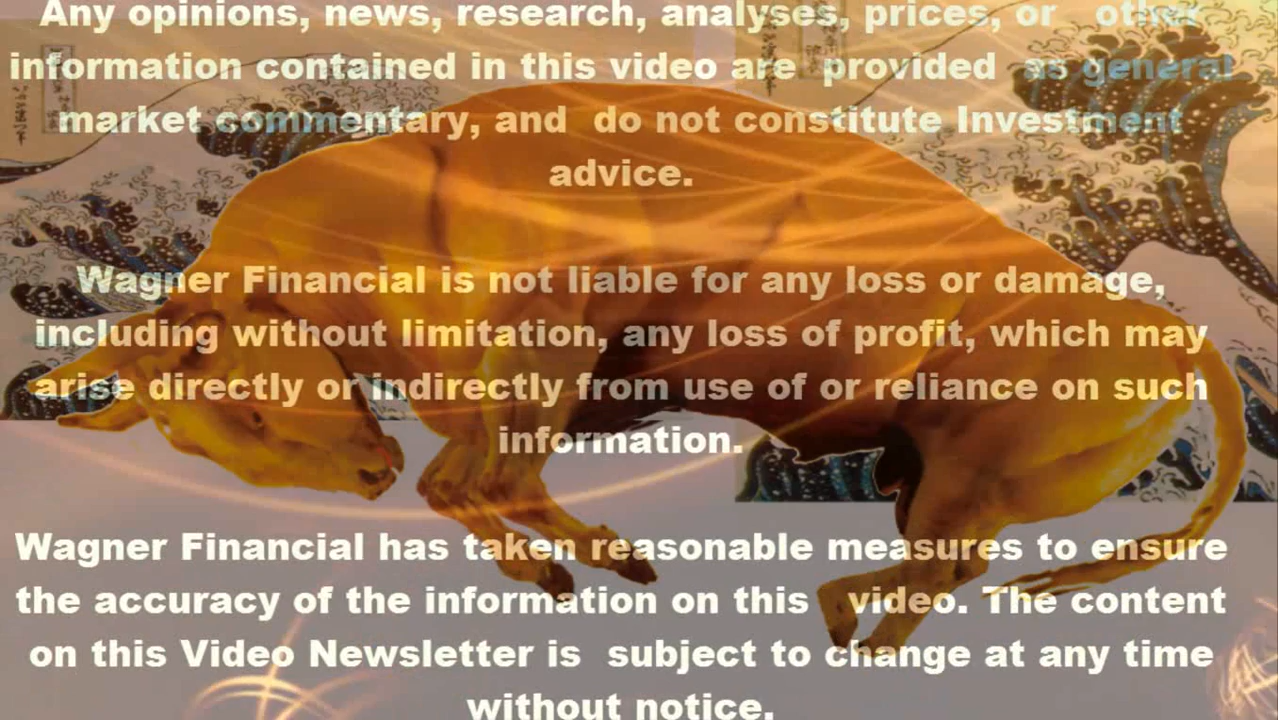 Any opinions, news, research, analyses, prices, or other
information contained in this video are provided as general
market commentary, and do not constitute Investment
advice.
Wagner Financial is not liable for any loss or damage,
including without limitation, any loss of profit, which may
arise directly or indirectly from use of or reliance on such
information.
Wagner Financial has taken reasonable measures to ensure
the accuracy of the information on this video. The content
on this Video Newsletter is subject to change at any time
without notice.